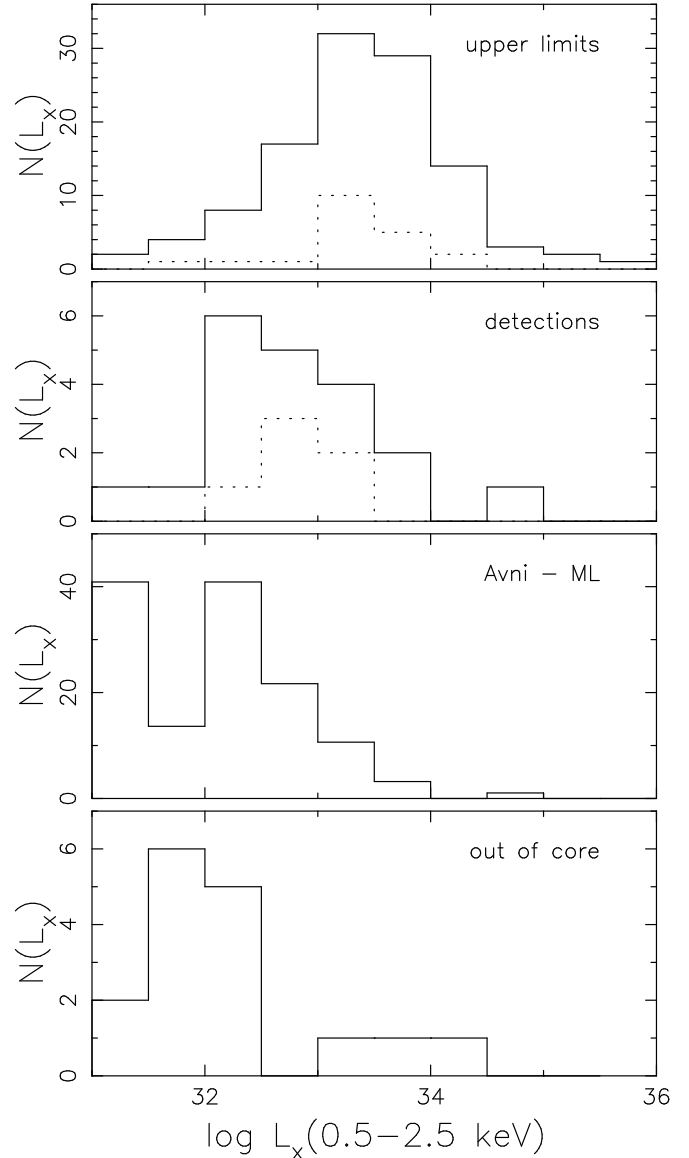 upper limits
N(Lx)
30
20
10
0
detections
N(Lx)
6
4
2
0
Avni – ML
N(Lx)
40
20
0
out of core
N(Lx)
6
4
2
0
32 34 36
log Lx(0.5–2.5 keV)